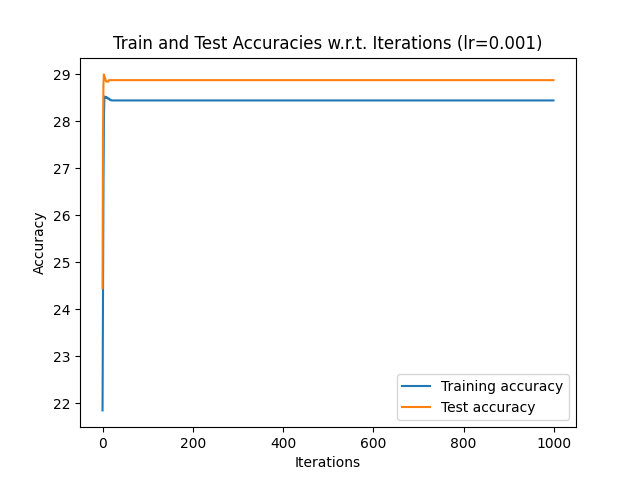 Train and Test Accuracies w.r.t. Iterations (lr=0.001)
29
28
27
26
25
24
23
22
Accuracy
Training accuracy
Test accuracy
0 200 400 600 800 1000
Iterations